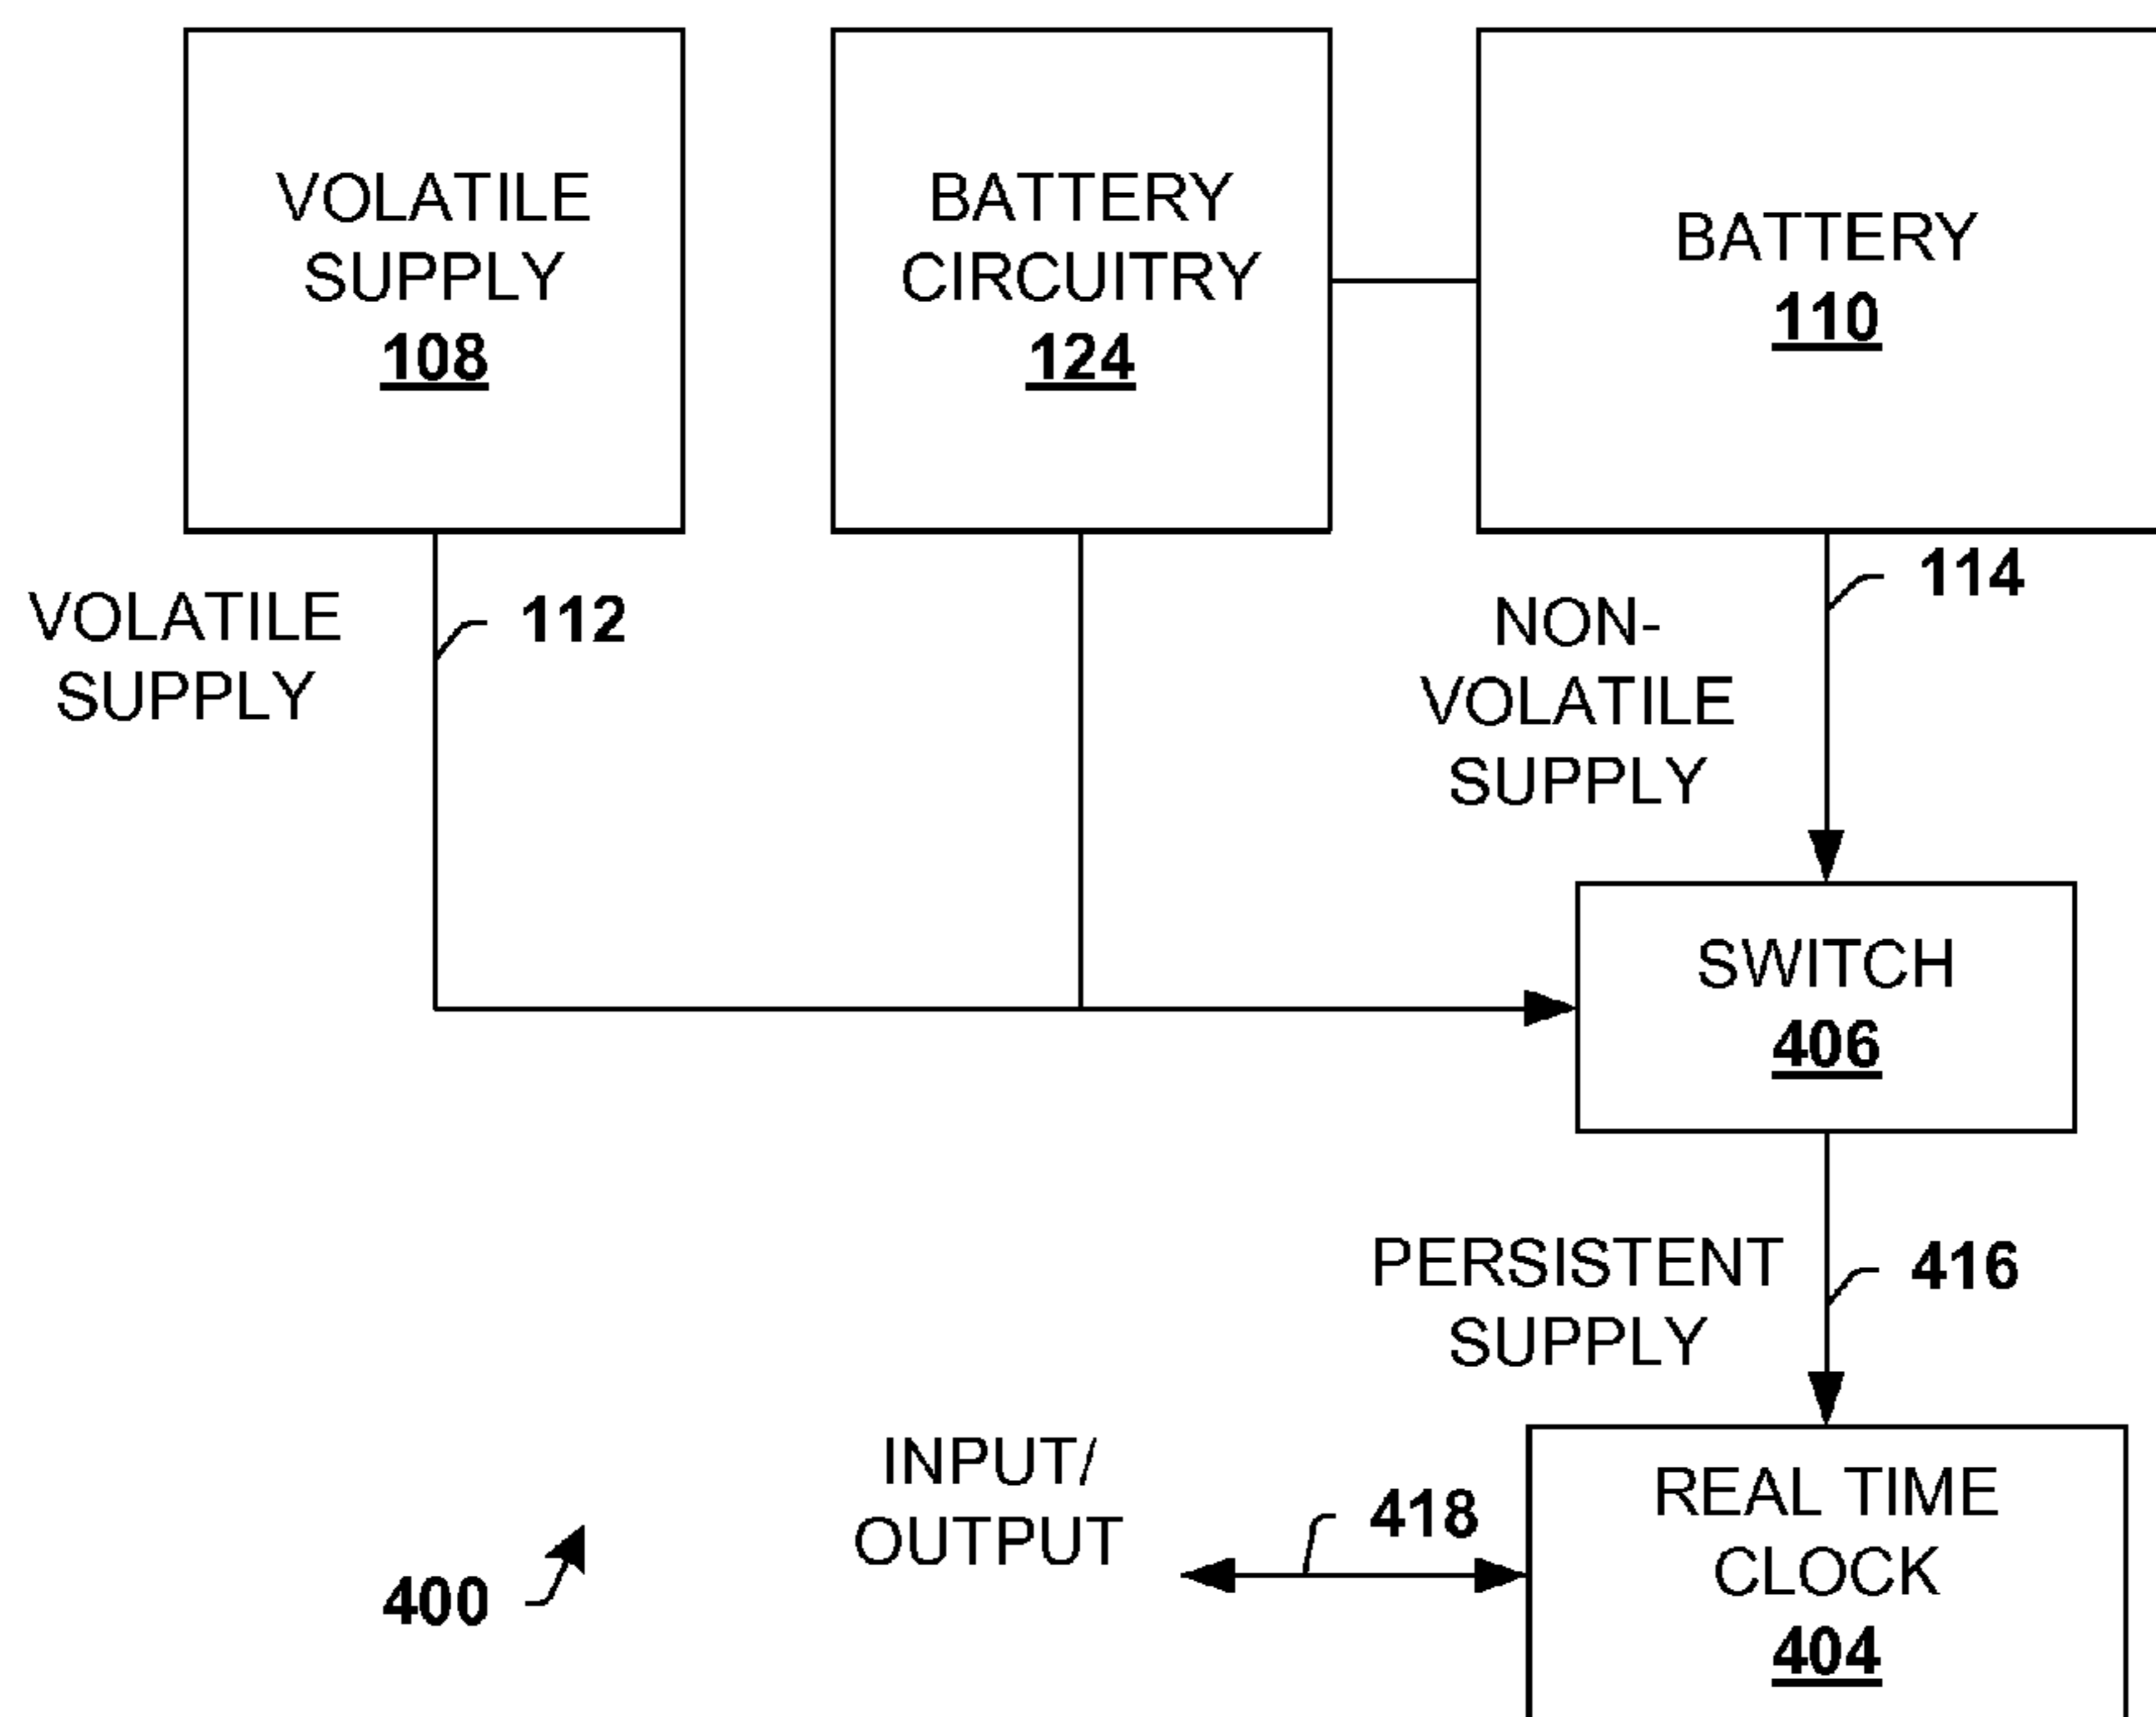 VOLATILE
SUPPLY
108
BATTERY
CIRCUITRY
124
BATTERY
110
VOLATILE
SUPPLY
112
114
NON-
VOLATILE
SUPPLY
SWITCH
406
PERSISTENT
SUPPLY
416
INPUT/
OUTPUT
418
REAL TIME
CLOCK
404
400